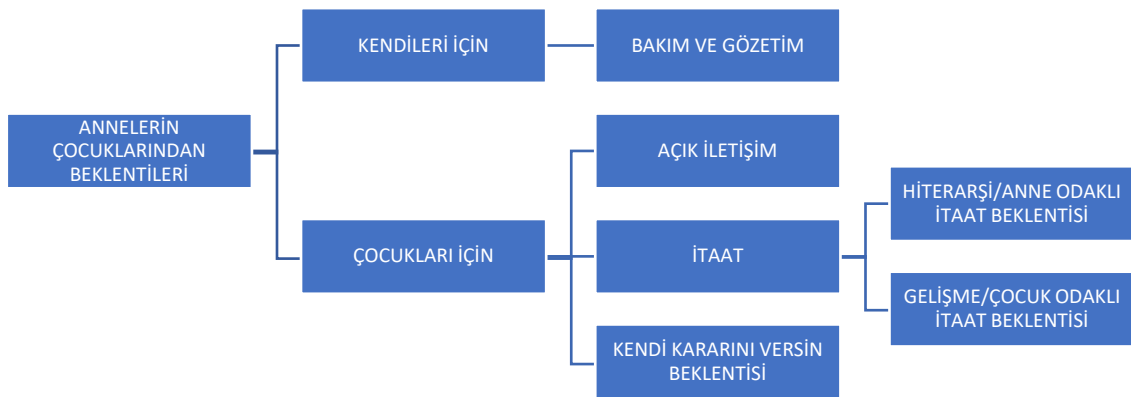 KENDİLERİ İÇİN
BAKIM VE GÖZETİM
ANNELERİN
ÇOCUKLARINDAN
BEKLENTİLERİ
AÇIK İLETİŞİM
HİTERARŞİ/ANNE ODAKLI
İTAAT BEKLENTİSİ
ÇOCUKLARI İÇİN
İTAAT
GELİŞME/ÇOCUK ODAKLI
İTAAT BEKLENTİSİ
KENDİ KARARINI VERSİN
BEKLENTİSİ